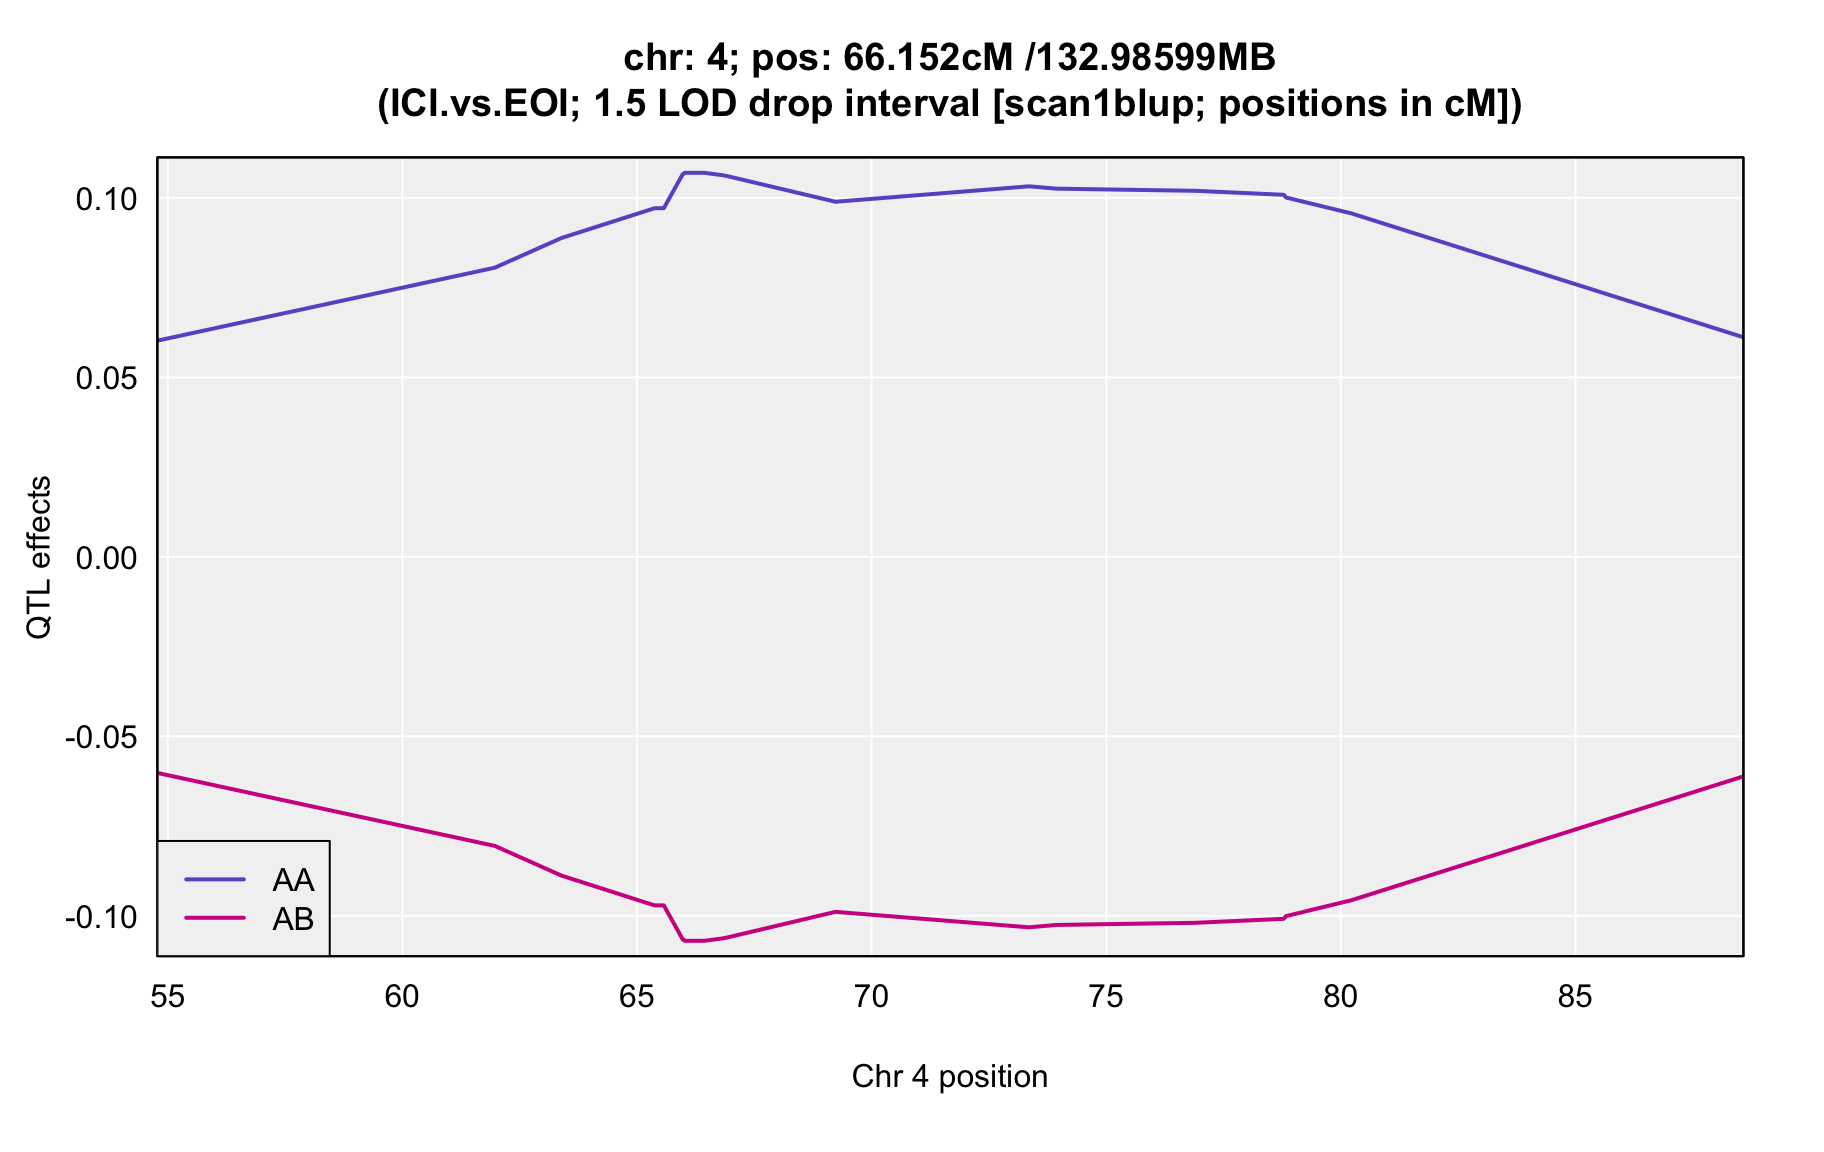 chr: 4; pos: 66.152cM /132.98599MB
(ICI.vs.EOI; 1.5 LOD drop interval [scan1blup; positions in cM])
0.10
0.05
0.00
-0.05
-0.10
QTL effects
AA
AB
55 60 65 70 75 80 85
Chr 4 position